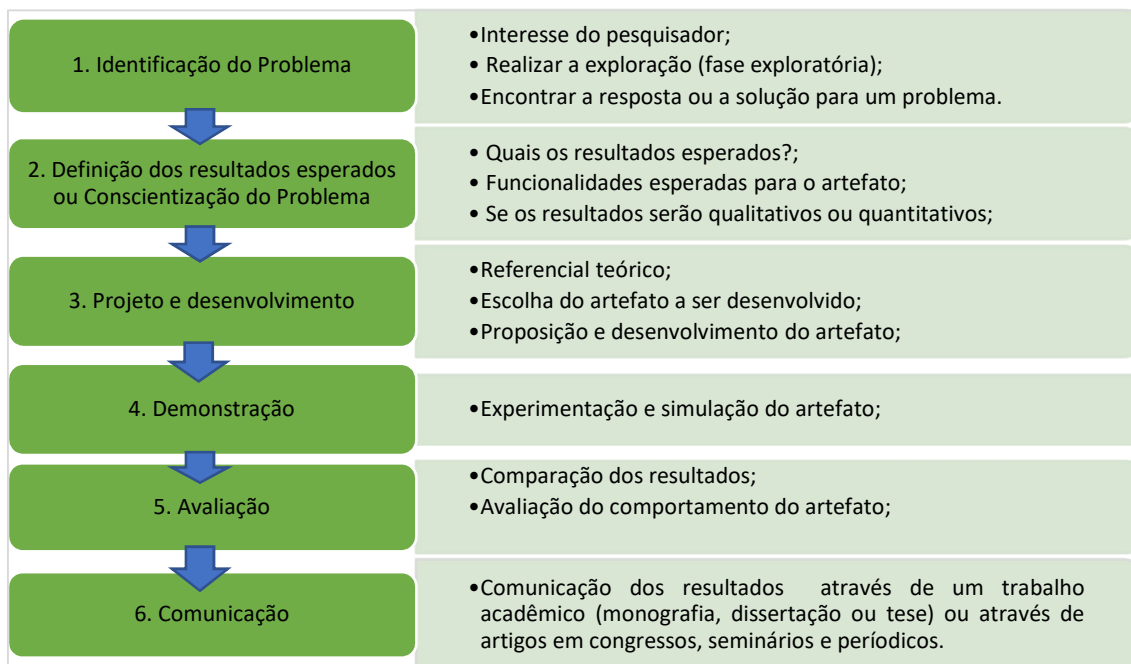 1. Identificação do Problema
•Interesse do pesquisador;
• Realizar a exploração (fase exploratória);
•Encontrar a resposta ou a solução para um problema.
2. Definição dos resultados esperados
ou Conscientização do Problema
• Quais os resultados esperados?;
• Funcionalidades esperadas para o artefato;
• Se os resultados serão qualitativos ou quantitativos;
3. Projeto e desenvolvimento
•Referencial teórico;
•Escolha do artefato a ser desenvolvido;
•Proposição e desenvolvimento do artefato;
4. Demonstração
•Experimentação e simulação do artefato;
5. Avaliação
•Comparação dos resultados;
•Avaliação do comportamento do artefato;
6. Comunicação
•Comunicação dos resultados através de um trabalho
acadêmico (monografia, dissertação ou tese) ou através de
artigos em congressos, seminários e periódicos.